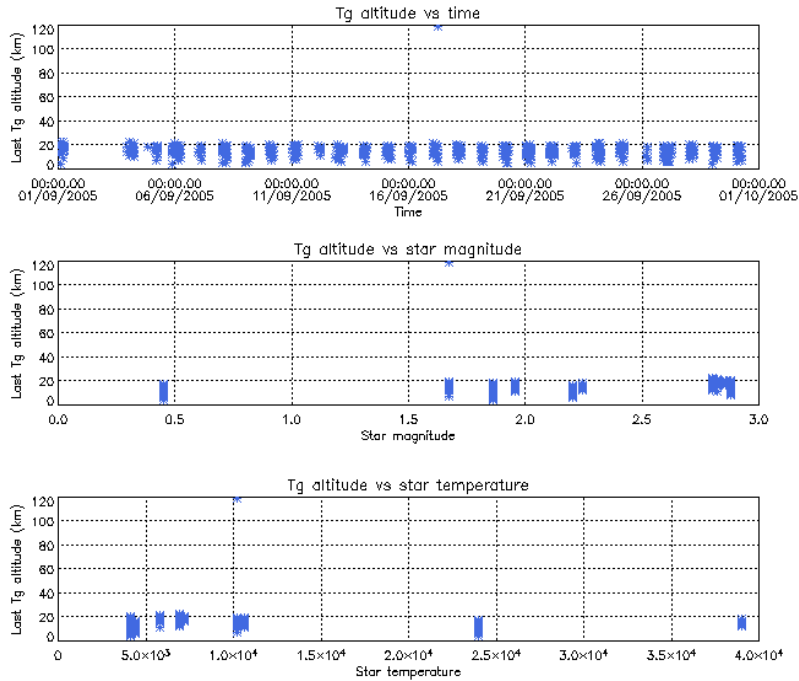 Tg altitude vs time
Last Tg altitude (km)
120
100
80
60
40
20
0
00:00.00 00:00.00 00:00.00 00:00.00 00:00.00 00:00.00 00:00.00
01/09/2005 06/09/2005 11/09/2005 16/09/2005 21/09/2005 26/09/2005 01/10/2005
Time
Tg altitude vs star magnitude
Last Tg altitude (km)
120
100
80
60
40
20
0
0.0 0.5 1.0 1.5 2.0 2.5 3.0
Star magnitude
Tg altitude vs star temperature
Last Tg altitude (km)
120
100
80
60
40
20
0
0 5.0×10³ 1.0×10⁴ 1.5×10⁴ 2.0×10⁴ 2.5×10⁴ 3.0×10⁴ 3.5×10⁴ 4.0×10⁴
Star temperature